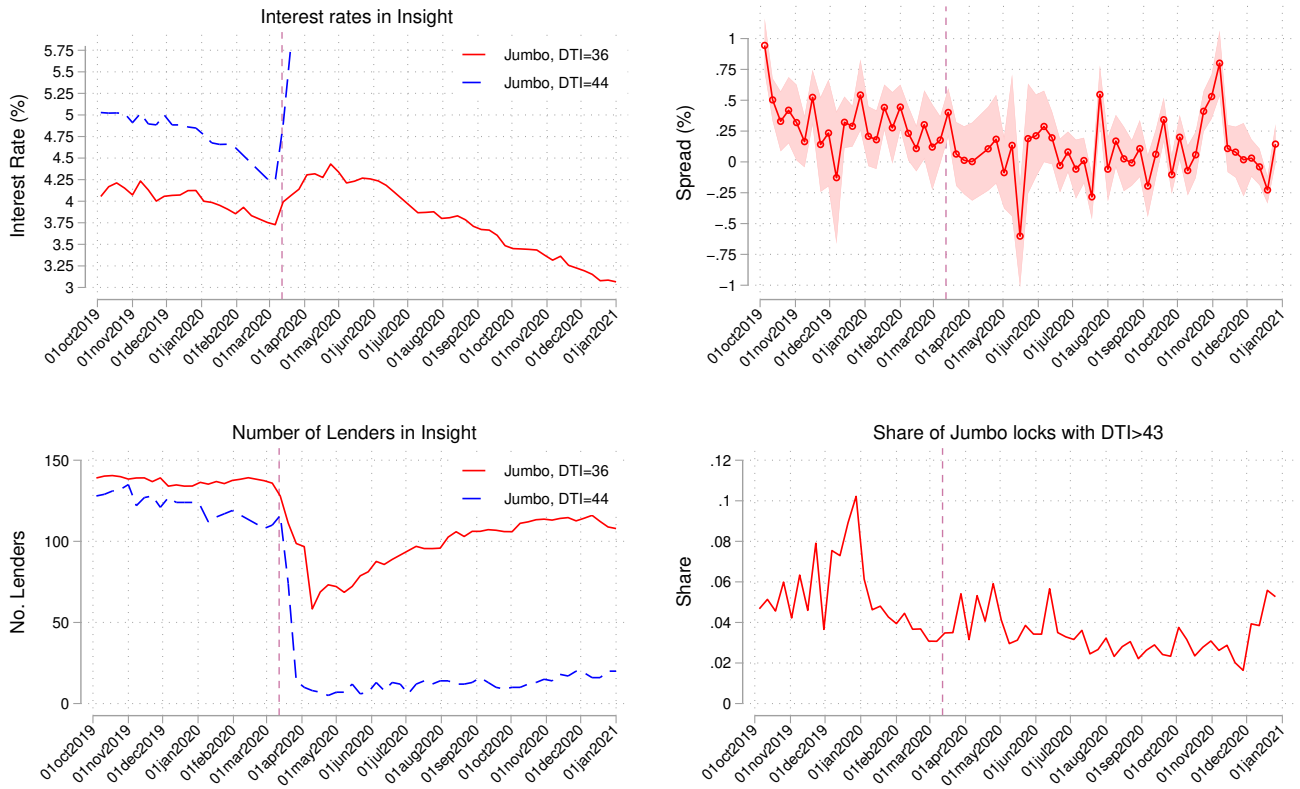 Interest rates in Insight
Interest Rate (%)
5.75
5.5
5.25
5
4.75
4.5
4.25
4
3.75
3.5
3.25
3
Jumbo, DTI=36
Jumbo, DTI=44
01oct2019
01nov2019
01dec2019
01jan2020
01feb2020
01mar2020
01apr2020
01may2020
01jun2020
01jul2020
01aug2020
01sep2020
01oct2020
01nov2020
01dec2020
01jan2021
Spread (%)
1
.75
.5
.25
0
-.25
-.5
-.75
-1
01oct2019
01nov2019
01dec2019
01jan2020
01feb2020
01mar2020
01apr2020
01may2020
01jun2020
01jul2020
01aug2020
01sep2020
01oct2020
01nov2020
01dec2020
01jan2021
Number of Lenders in Insight
No. Lenders
150
100
50
0
Jumbo, DTI=36
Jumbo, DTI=44
01oct2019
01nov2019
01dec2019
01jan2020
01feb2020
01mar2020
01apr2020
01may2020
01jun2020
01jul2020
01aug2020
01sep2020
01oct2020
01nov2020
01dec2020
01jan2021
Share of Jumbo locks with DTI>43
Share
.12
.1
.08
.06
.04
.02
0
01oct2019
01nov2019
01dec2019
01jan2020
01feb2020
01mar2020
01apr2020
01may2020
01jun2020
01jul2020
01aug2020
01sep2020
01oct2020
01nov2020
01dec2020
01jan2021